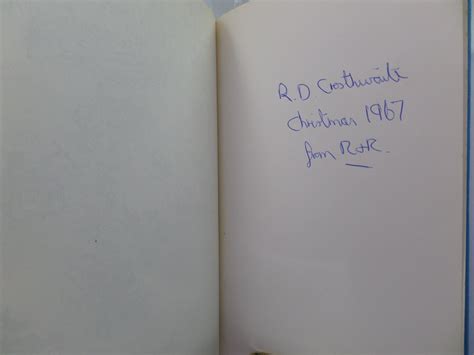 R.D Crosthwaite
Christmas 1967
from R+R.